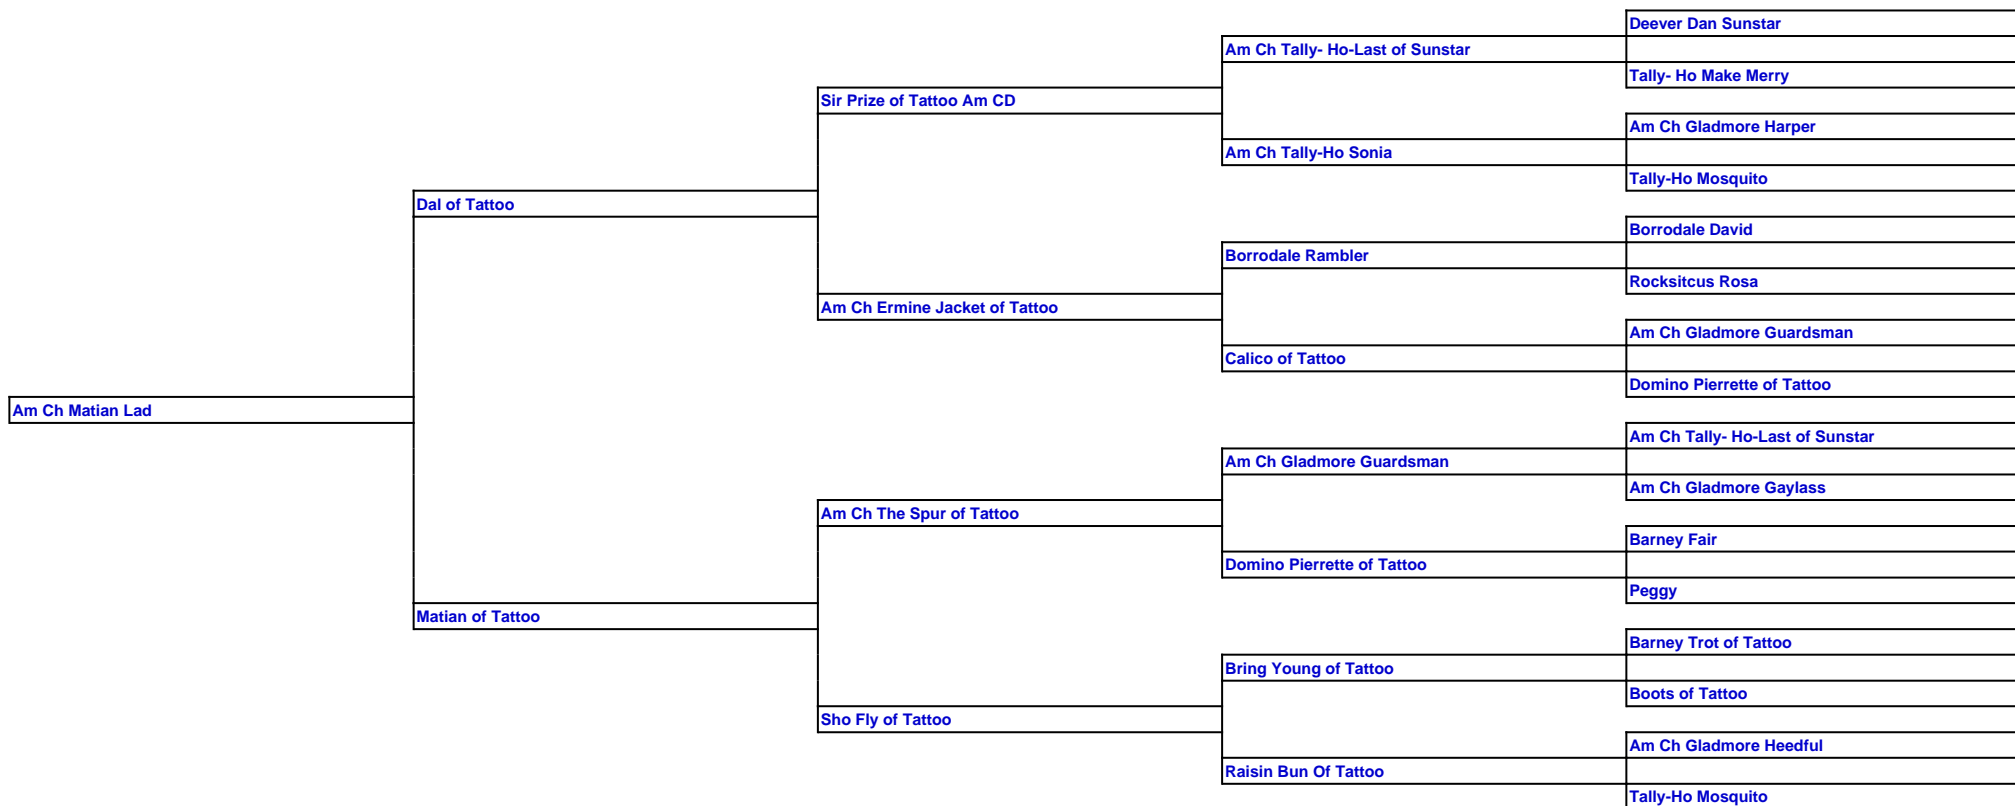 Deever Dan Sunstar
Am Ch Tally- Ho-Last of Sunstar
Tally- Ho Make Merry
Sir Prize of Tattoo Am CD
Am Ch Gladmore Harper
Am Ch Tally-Ho Sonia
Tally-Ho Mosquito
Dal of Tattoo
Borrodale David
Borrodale Rambler
Rocksitcus Rosa
Am Ch Ermine Jacket of Tattoo
Am Ch Gladmore Guardsman
Calico of Tattoo
Domino Pierrette of Tattoo
Am Ch Matian Lad
Am Ch Tally- Ho-Last of Sunstar
Am Ch Gladmore Guardsman
Am Ch Gladmore Gaylass
Am Ch The Spur of Tattoo
Barney Fair
Domino Pierrette of Tattoo
Peggy
Matian of Tattoo
Barney Trot of Tattoo
Bring Young of Tattoo
Boots of Tattoo
Sho Fly of Tattoo
Am Ch Gladmore Heedful
Raisin Bun Of Tattoo
Tally-Ho Mosquito